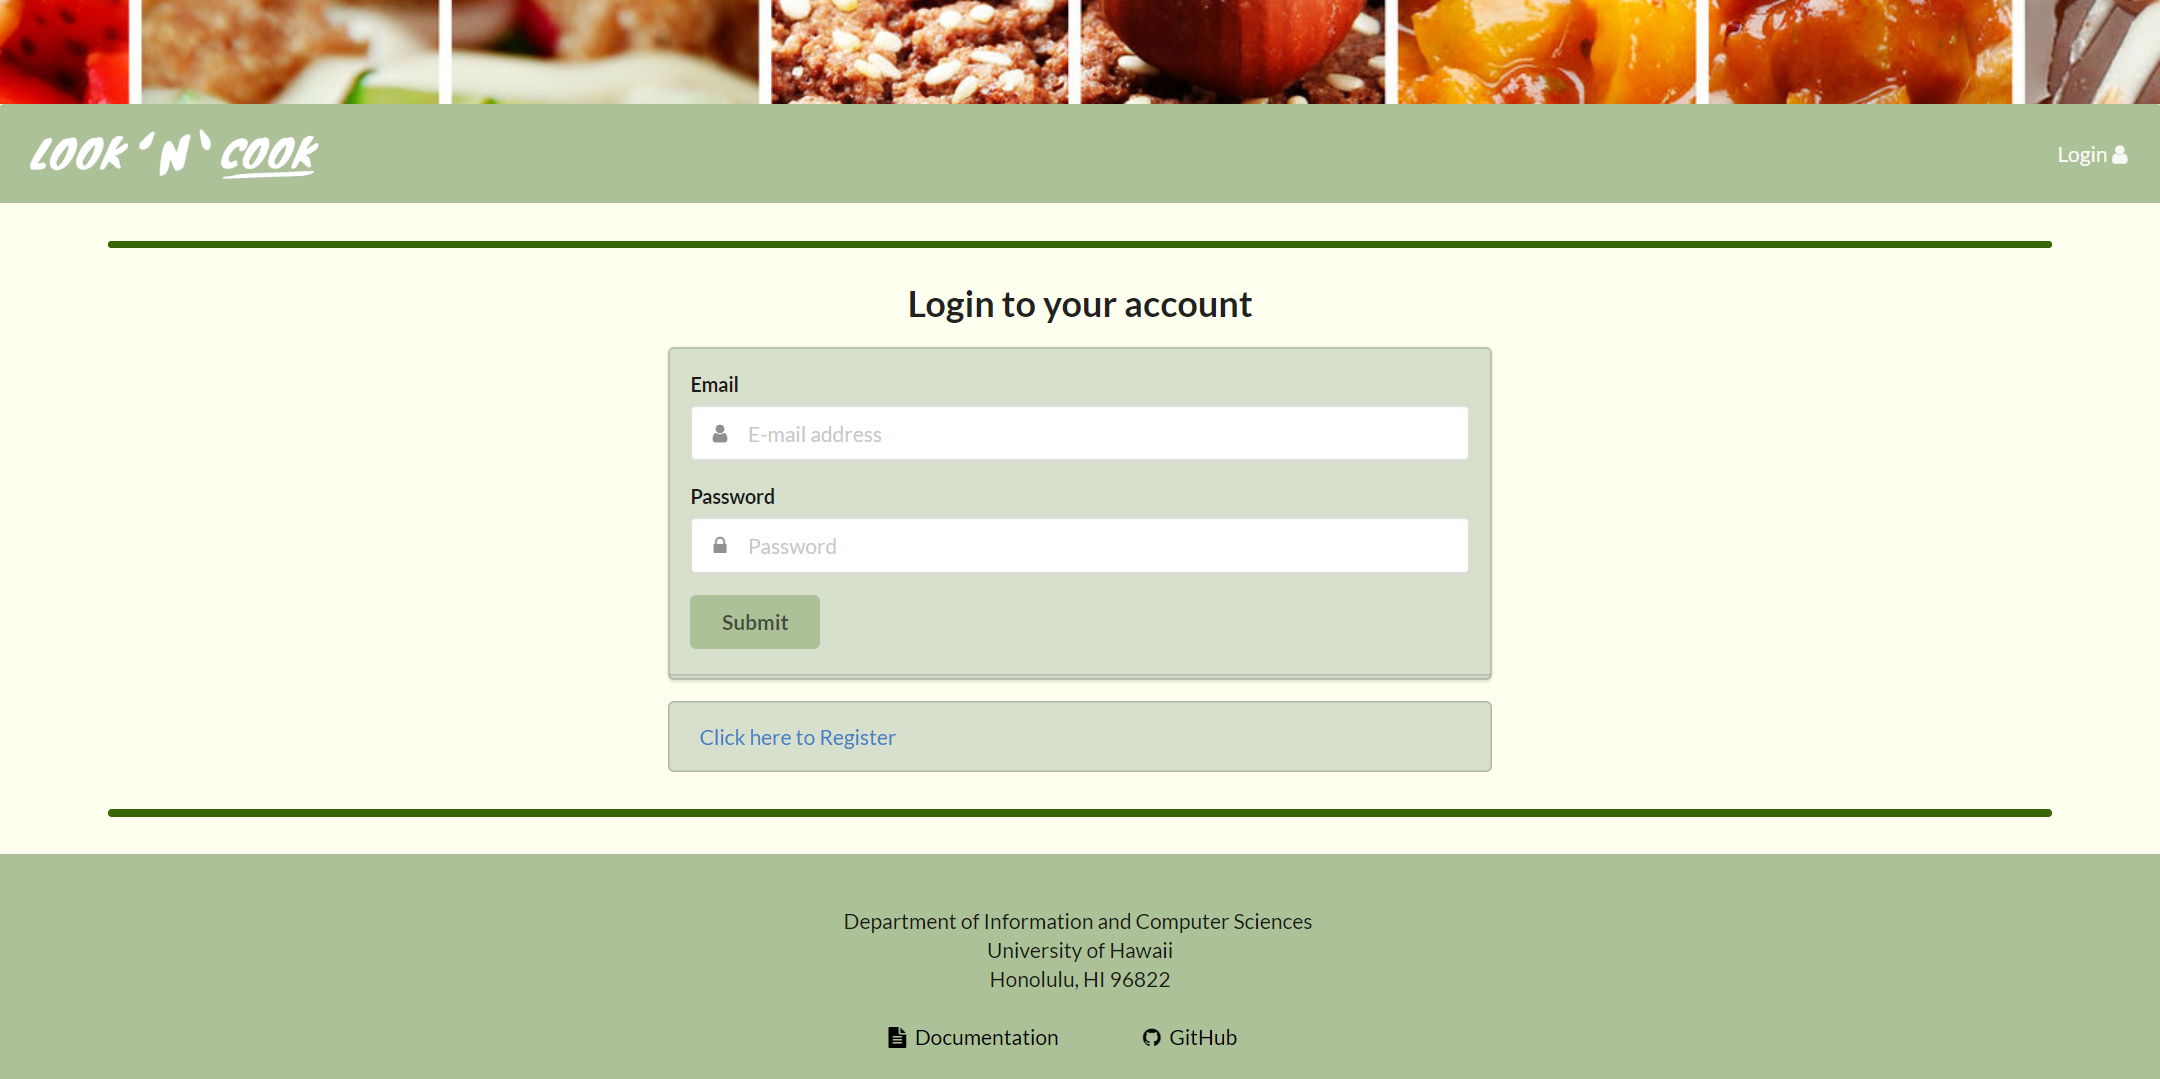 LOOK 'N' COOK
Login
Login to your account
Email
E-mail address
Password
Password
Submit
Click here to Register
Department of Information and Computer Sciences
University of Hawaii
Honolulu, HI 96822
Documentation GitHub